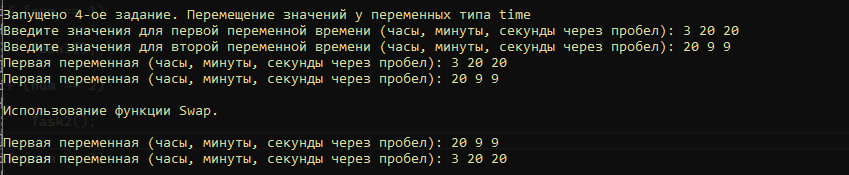 Запущено 4-ое задание. Перемещение значений у переменных типа time
Введите значения для первой переменной времени (часы, минуты, секунды через пробел): 3 20 20
Введите значения для второй переменной времени (часы, минуты, секунды через пробел): 20 9 9
Первая переменная (часы, минуты, секунды через пробел): 3 20 20
Первая переменная (часы, минуты, секунды через пробел): 20 9 9
Использование функции Swap.
Первая переменная (часы, минуты, секунды через пробел): 20 9 9
Первая переменная (часы, минуты, секунды через пробел): 3 20 20